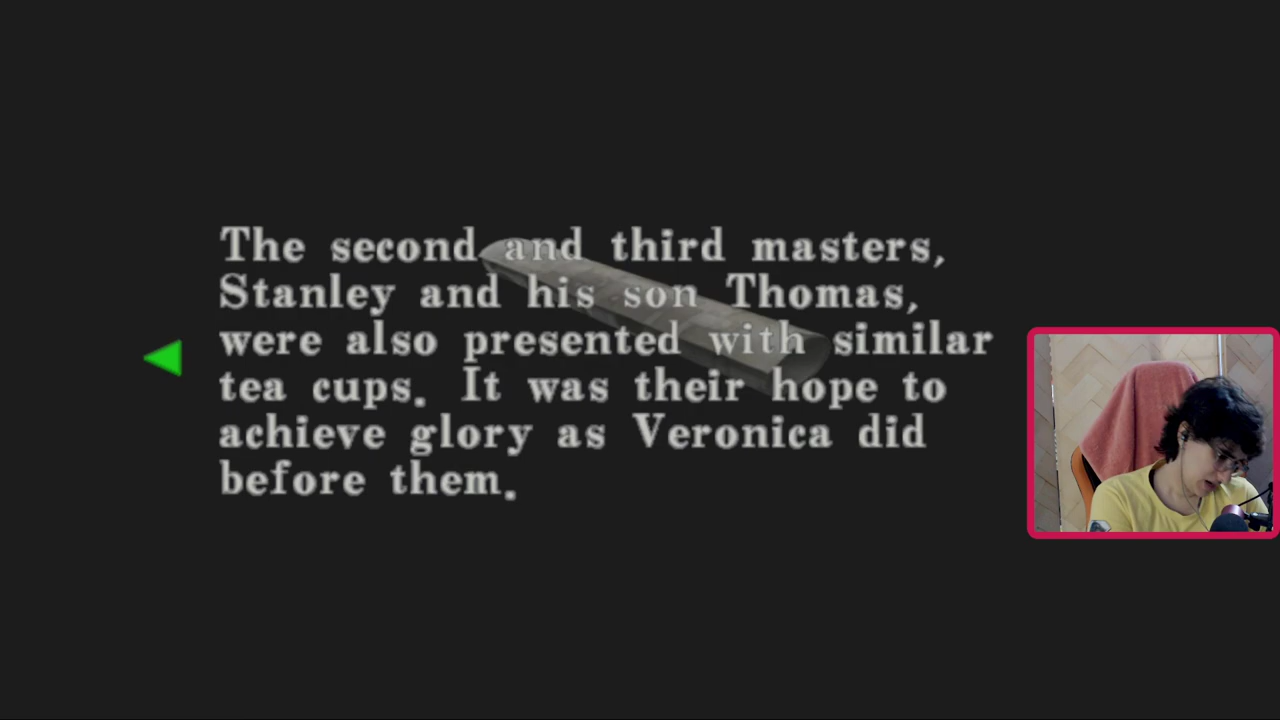 The second and third masters,
Stanley and his son Thomas,
were also presented with similar
tea cups. It was their hope to
achieve glory as Veronica did
before them.